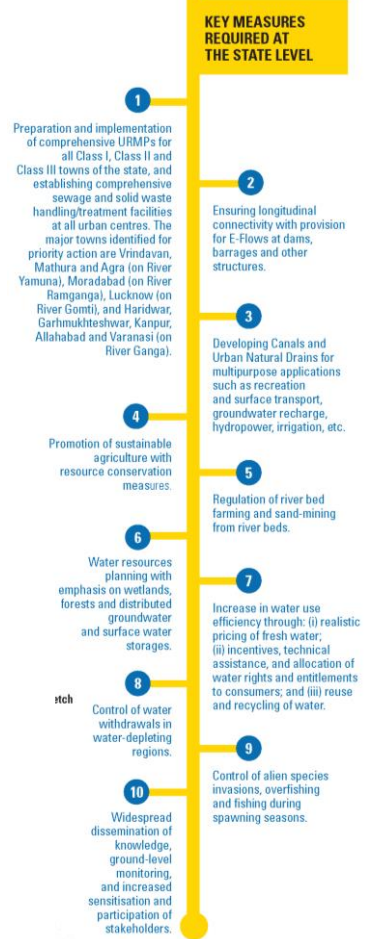 KEY MEASURES
REQUIRED AT
THE STATE LEVEL
1
Preparation and implementation
of comprehensive URMPs for
all Class I, Class II and
Class III towns of the state, and
establishing comprehensive
sewage and solid waste
handling/treatment facilities
at all urban centres. The
major towns identified for
priority action are Vrindavan,
Mathura and Agra (on River
Yamuna), Moradabad (on River
Ramganga), Lucknow (on
River Gomti), and Haridwar,
Garhmukhteshwar, Kanpur,
Allahabad and Varanasi (on
River Ganga).
2
Ensuring longitudinal
connectivity with provision
for E-Flows at dams,
barrages and other
structures.
3
Developing Canals and
Urban Natural Drains for
multipurpose applications
such as recreation
and surface transport,
groundwater recharge,
hydropower, irrigation, etc.
4
Promotion of sustainable
agriculture with
resource conservation
measures.
5
Regulation of river bed
farming and sand-mining
from river beds.
6
Water resources
planning with
emphasis on wetlands,
forests and distributed
groundwater
and surface water
storages.
7
Increase in water use
efficiency through: (i) realistic
pricing of fresh water;
(ii) incentives, technical
assistance, and allocation of
water rights and entitlements
to consumers; and (iii) reuse
and recycling of water.
8
etch
Control of water
withdrawals in
water-depleting
regions.
9
Control of alien species
invasions, overfishing
and fishing during
spawning seasons.
10
Widespread
dissemination of
knowledge,
ground-level
monitoring,
and increased
sensitisation and
participation of
stakeholders.